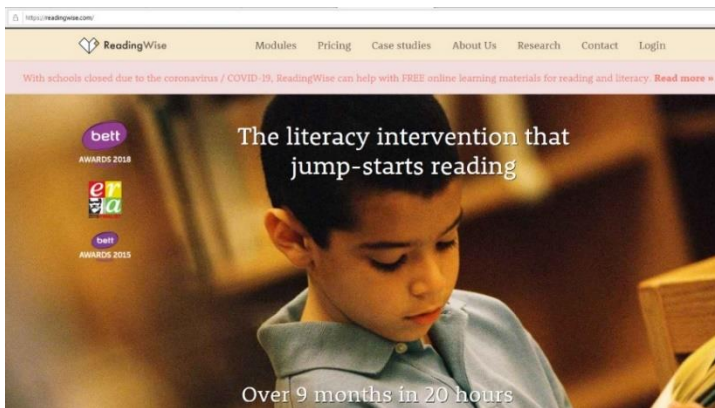 https://readingwise.com/
ReadingWise Modules Pricing Case studies About Us Research Contact Login
With schools closed due to the coronavirus / COVID-19, ReadingWise can help with FREE online learning materials for reading and literacy. Read more »
bett
AWARDS 2018
The literacy intervention that
jump-starts reading
era
bett
AWARDS 2015
Over 9 months in 20 hours